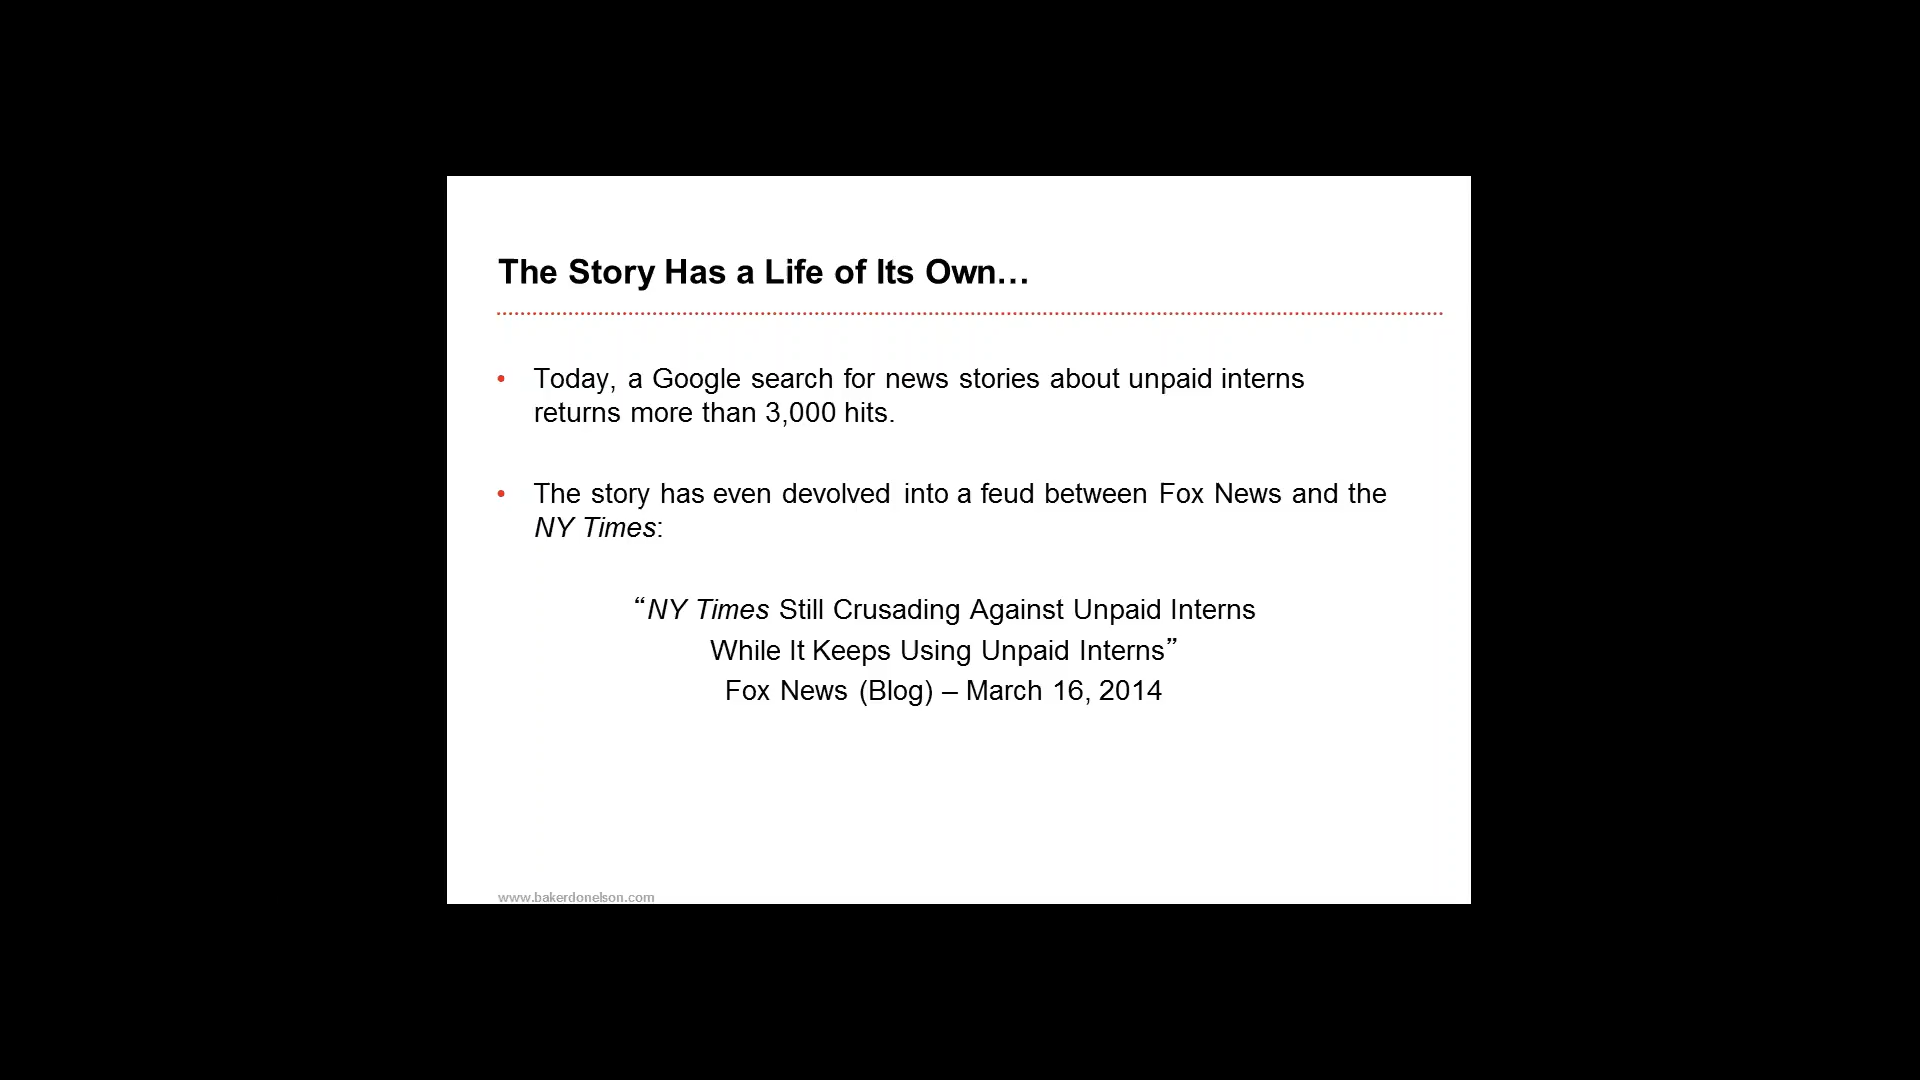 The Story Has a Life of Its Own…
• Today, a Google search for news stories about unpaid interns
returns more than 3,000 hits.
• The story has even devolved into a feud between Fox News and the
NY Times:
“NY Times Still Crusading Against Unpaid Interns
While It Keeps Using Unpaid Interns”
Fox News (Blog) – March 16, 2014
www.bakerdonelson.com